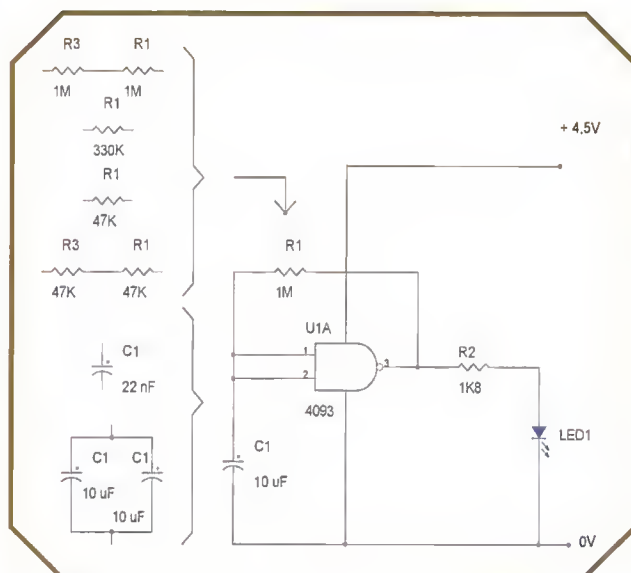 R3 R1
1M 1M
R1
330K
R1
47K
R3 R1
47K 47K
C1
22 nF
C1 C1
10 uF
10 uF
+ 4,5V
R1
1M
U1A
1
2
3
4093
R2
1K8
C1
10 uF
LED1
0V